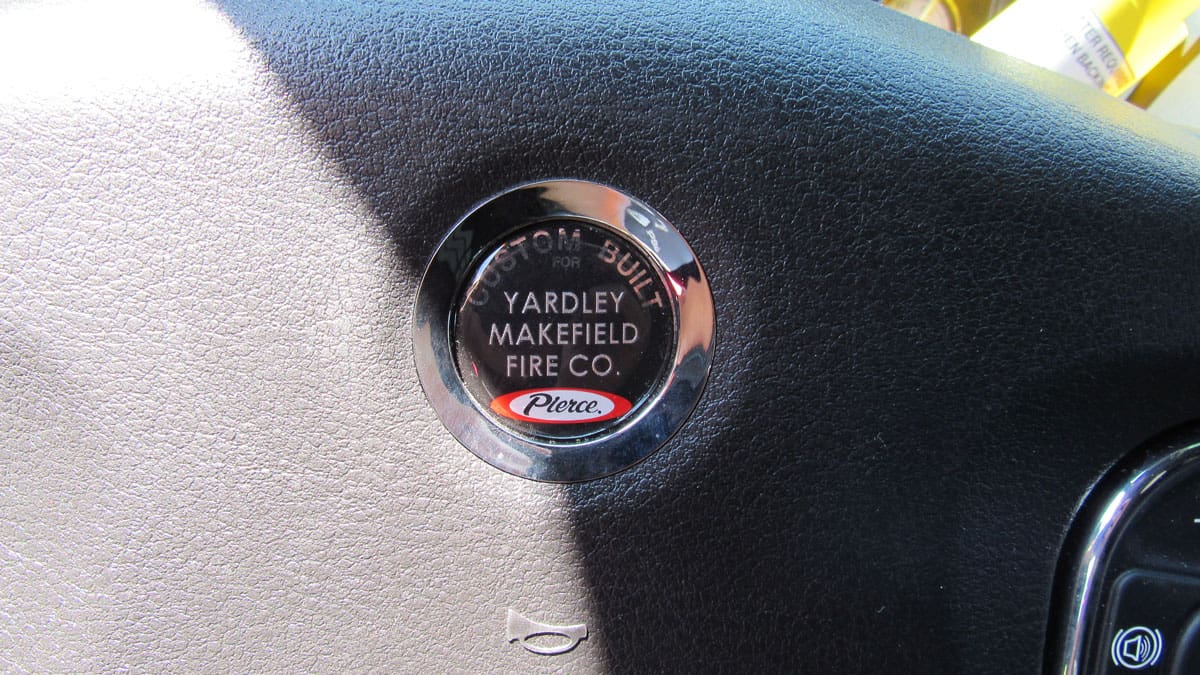 CUSTOM BUILT
FOR
YARDLEY
MAKEFIELD
FIRE CO.
Pierce.